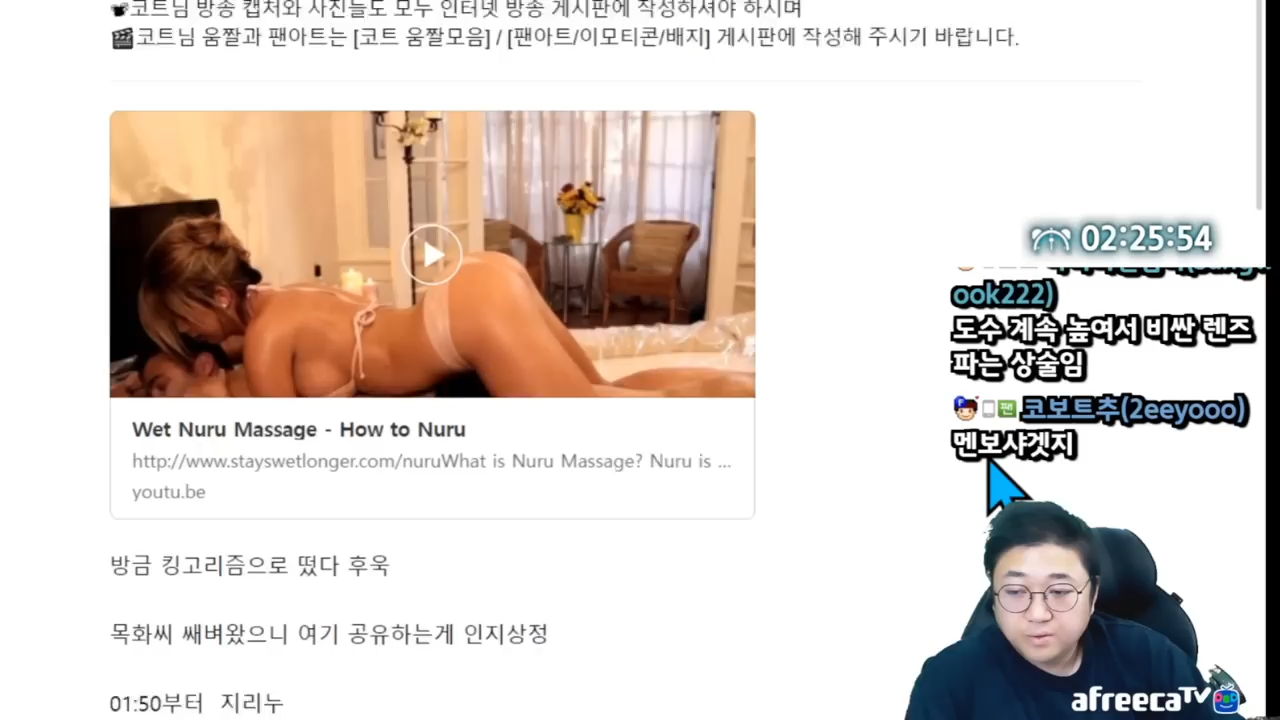 코트님 방송 캡처와 사진들도 모두 인터넷 방송 게시판에 작성하셔야 하시며
코트님 움짤과 팬아트는 [코트 움짤모음] / [팬아트/이모티콘/배지] 게시판에 작성해 주시기 바랍니다.
Wet Nuru Massage - How to Nuru
http://www.stayswetlonger.com/nuruWhat is Nuru Massage? Nuru is ...
youtu.be
방금 킹고리즘으로 떴다 후욱
목화씨 쌔벼왔으니 여기 공유하는게 인지상정
01:50부터 지리누
02:25:54
ook222)
도수 계속 높여서 비싼 렌즈
파는 상술임
팬 코보트추(2eeyooo)
멘보샤겟지
afreecaTV